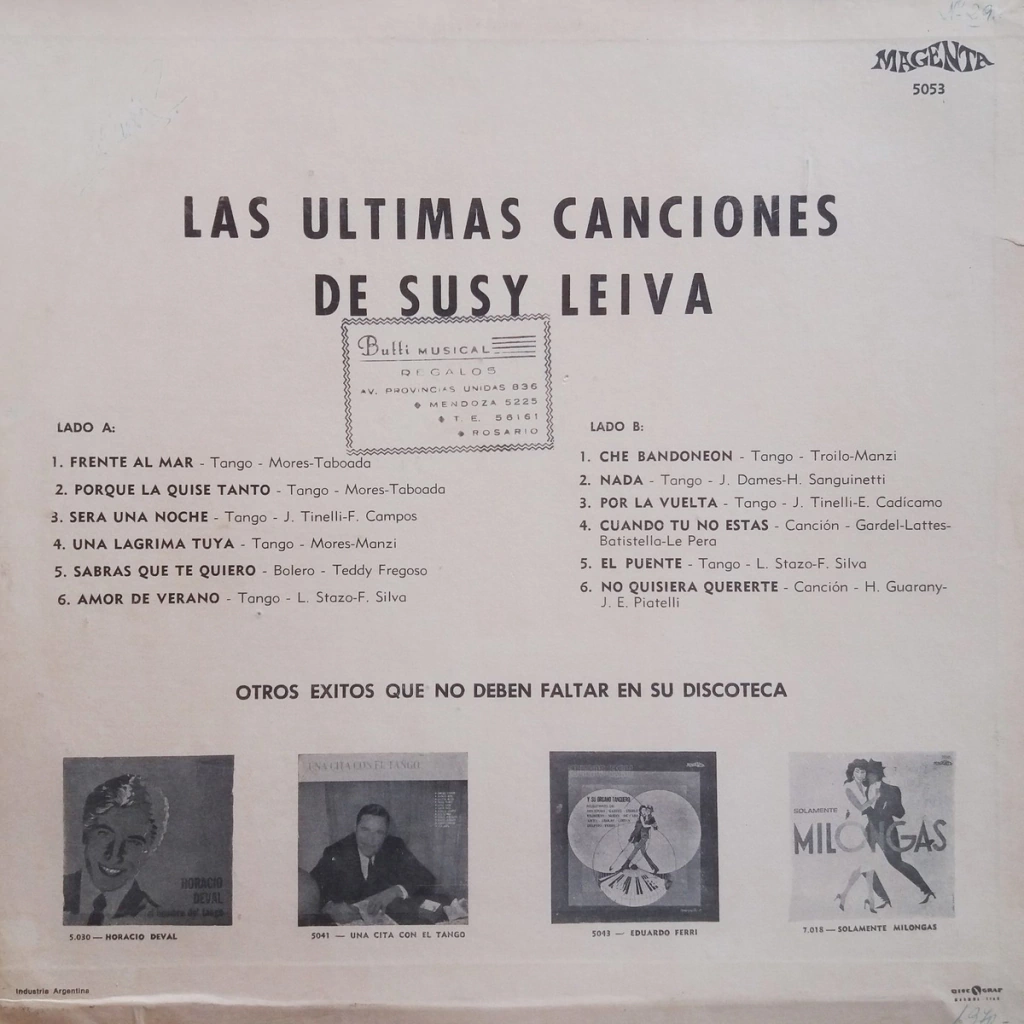 MAGENTA
5053
LAS ULTIMAS CANCIONES
DE SUSY LEIVA
Butti MUSICAL
REGALOS
AV. PROVINCIAS UNIDAS 836
MENDOZA 5225
T. E. 56161
ROSARIO
LADO A:
1. FRENTE AL MAR - Tango - Mores-Taboada
2. PORQUE LA QUISE TANTO - Tango - Mores-Taboada
3. SERA UNA NOCHE - Tango - J. Tinelli-F. Campos
4. UNA LAGRIMA TUYA - Tango - Mores-Manzi
5. SABRAS QUE TE QUIERO - Bolero - Teddy Fregoso
6. AMOR DE VERANO - Tango - L. Stazo-F. Silva
LADO B:
1. CHE BANDONEON - Tango - Troilo-Manzi
2. NADA - Tango - J. Dames-H. Sanguinetti
3. POR LA VUELTA - Tango - J. Tinelli-E. Cadícamo
4. CUANDO TU NO ESTAS - Canción - Gardel-Lattes-
Batistella-Le Pera
5. EL PUENTE - Tango - L. Stazo-F. Silva
6. NO QUISIERA QUERERTE - Canción - H. Guarany-
J. E. Piatelli
OTROS EXITOS QUE NO DEBEN FALTAR EN SU DISCOTECA
HORACIO
DEVAL
UNA CITA CON EL TANGO
SOLAMENTE
MILONGAS
5.030 — HORACIO DEVAL
5041 — UNA CITA CON EL TANGO
5043 — EDUARDO FERRI
7.018 — SOLAMENTE MILONGAS
Industria Argentina